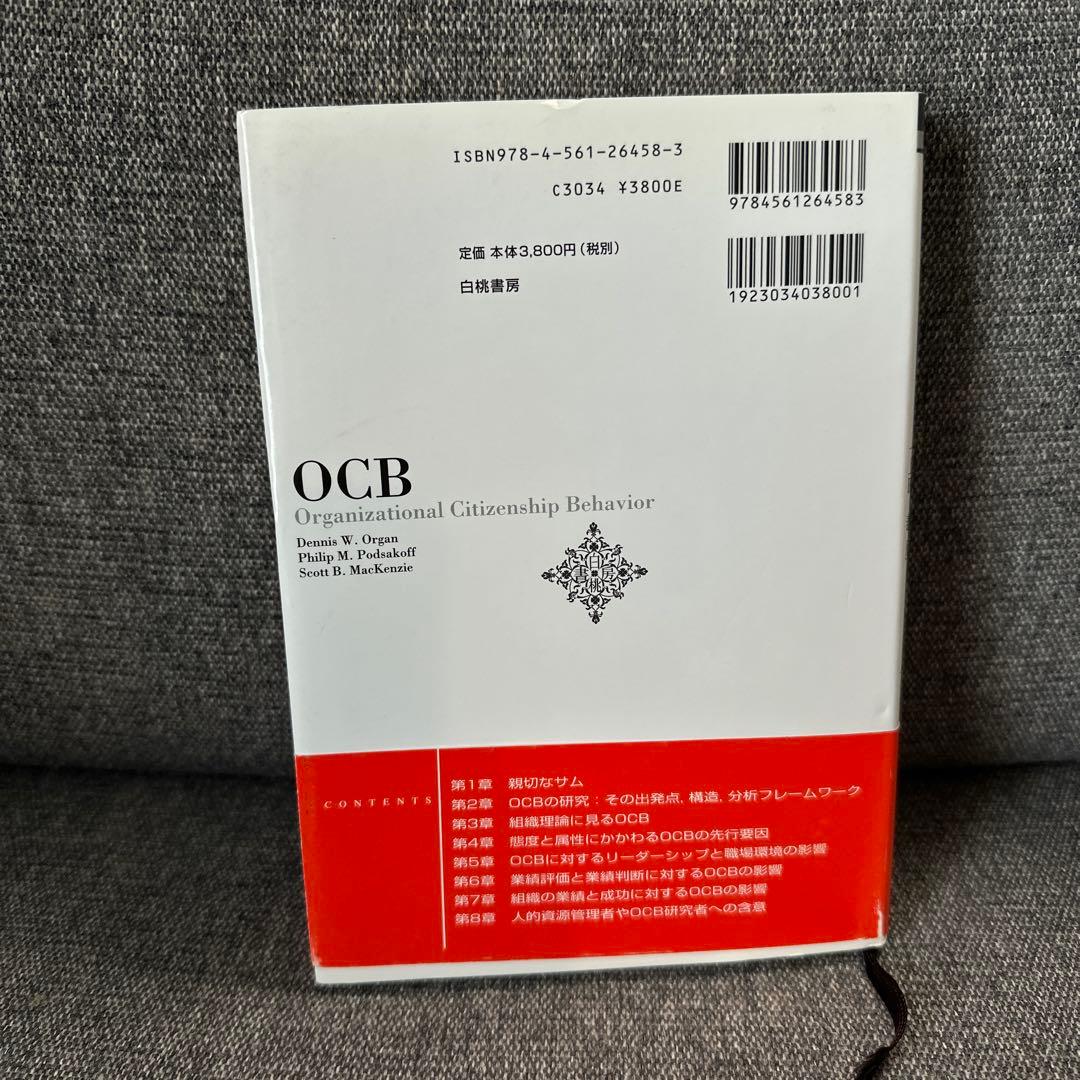 ISBN978-4-561-26458-3
C3034 ¥3800E
9784561264583
定価 本体3,800円(税別)
白桃書房
1923034038001
OCB
Organizational Citizenship Behavior
Dennis W. Organ
Philip M. Podsakoff
Scott B. MacKenzie
白
書 房
桃
CONTENTS
第1章 親切なサム
第2章 OCBの研究:その出発点, 構造, 分析フレームワーク
第3章 組織理論に見るOCB
第4章 態度と属性にかかわるOCBの先行要因
第5章 OCBに対するリーダーシップと職場環境の影響
第6章 業績評価と業績判断に対するOCBの影響
第7章 組織の業績と成功に対するOCBの影響
第8章 人的資源管理者やOCB研究者への含意